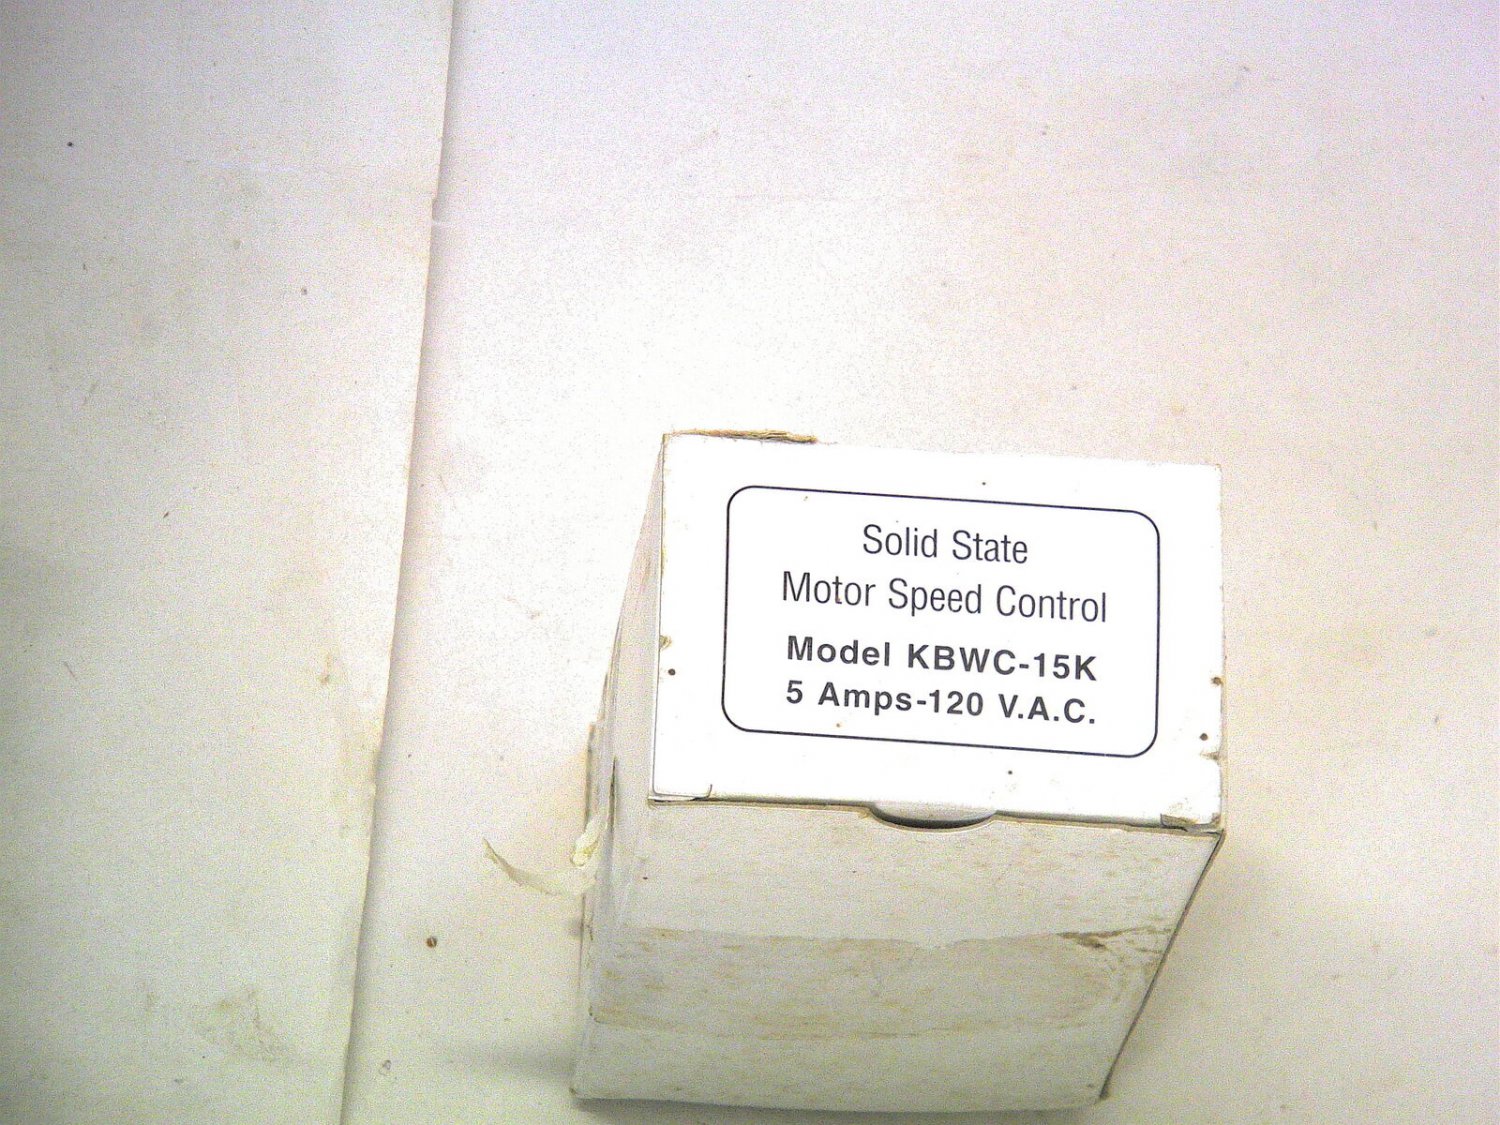 Solid State
Motor Speed Control
Model KBWC-15K
5 Amps-120 V.A.C.